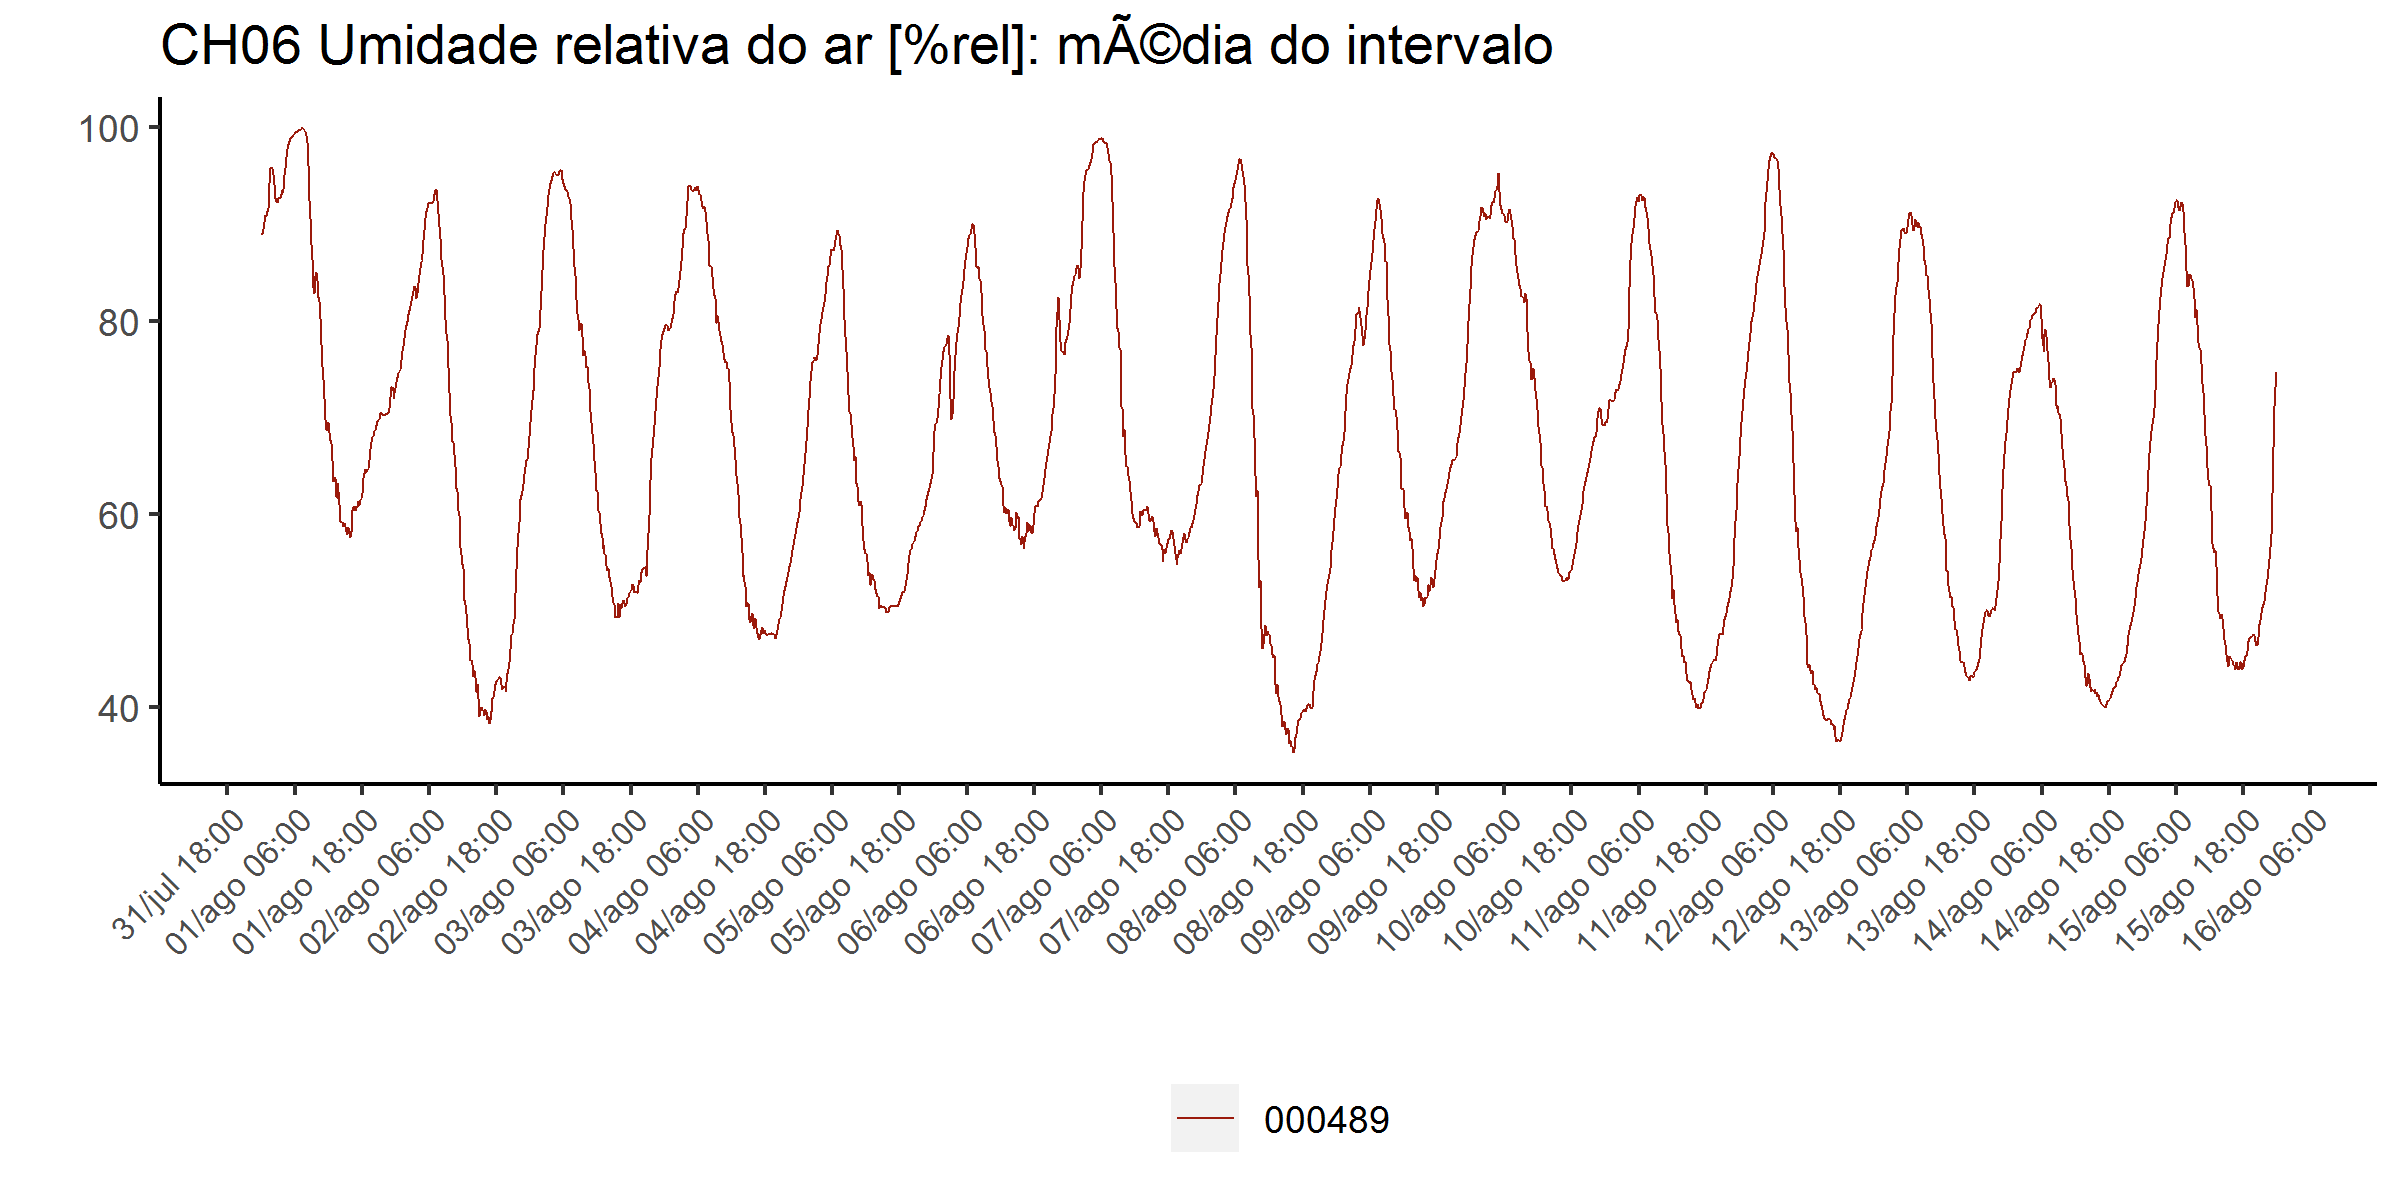 CH06 Umidade relativa do ar [%rel]: mÃ©dia do intervalo
100
80
60
40
31/jul 18:00
01/ago 06:00
01/ago 18:00
02/ago 06:00
02/ago 18:00
03/ago 06:00
03/ago 18:00
04/ago 06:00
04/ago 18:00
05/ago 06:00
05/ago 18:00
06/ago 06:00
06/ago 18:00
07/ago 06:00
07/ago 18:00
08/ago 06:00
08/ago 18:00
09/ago 06:00
09/ago 18:00
10/ago 06:00
10/ago 18:00
11/ago 06:00
11/ago 18:00
12/ago 06:00
12/ago 18:00
13/ago 06:00
13/ago 18:00
14/ago 06:00
14/ago 18:00
15/ago 06:00
15/ago 18:00
16/ago 06:00
000489